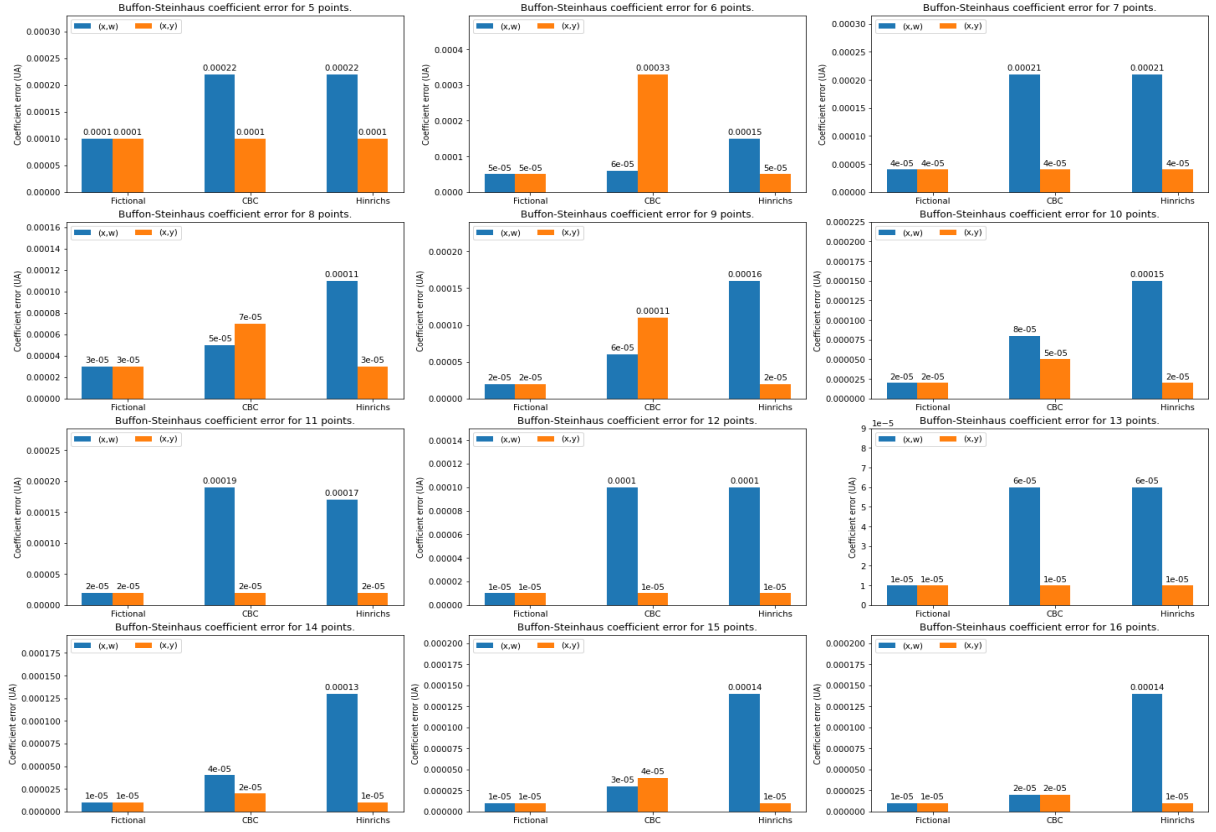 Buffon-Steinhaus coefficient error for 5 points.
Coefficient error (UA)
0.00030
0.00025
0.00020
0.00015
0.00010
0.00005
0.00000
(x,w) (x,y)
0.0001 0.0001 0.00022 0.0001 0.00022 0.0001
Fictional CBC Hinrichs
Buffon-Steinhaus coefficient error for 6 points.
Coefficient error (UA)
0.0004
0.0003
0.0002
0.0001
0.0000
(x,w) (x,y)
5e-05 5e-05 6e-05 0.00033 0.00015 5e-05
Fictional CBC Hinrichs
Buffon-Steinhaus coefficient error for 7 points.
Coefficient error (UA)
0.00030
0.00025
0.00020
0.00015
0.00010
0.00005
0.00000
(x,w) (x,y)
4e-05 4e-05 0.00021 4e-05 0.00021 4e-05
Fictional CBC Hinrichs
Buffon-Steinhaus coefficient error for 8 points.
Coefficient error (UA)
0.00016
0.00014
0.00012
0.00010
0.00008
0.00006
0.00004
0.00002
0.00000
(x,w) (x,y)
3e-05 3e-05 5e-05 7e-05 0.00011 3e-05
Fictional CBC Hinrichs
Buffon-Steinhaus coefficient error for 9 points.
Coefficient error (UA)
0.00020
0.00015
0.00010
0.00005
0.00000
(x,w) (x,y)
2e-05 2e-05 6e-05 0.00011 0.00016 2e-05
Fictional CBC Hinrichs
Buffon-Steinhaus coefficient error for 10 points.
Coefficient error (UA)
0.000225
0.000200
0.000175
0.000150
0.000125
0.000100
0.000075
0.000050
0.000025
0.000000
(x,w) (x,y)
2e-05 2e-05 8e-05 5e-05 0.00015 2e-05
Fictional CBC Hinrichs
Buffon-Steinhaus coefficient error for 11 points.
Coefficient error (UA)
0.00025
0.00020
0.00015
0.00010
0.00005
0.00000
(x,w) (x,y)
2e-05 2e-05 0.00019 2e-05 0.00017 2e-05
Fictional CBC Hinrichs
Buffon-Steinhaus coefficient error for 12 points.
Coefficient error (UA)
0.00014
0.00012
0.00010
0.00008
0.00006
0.00004
0.00002
0.00000
(x,w) (x,y)
1e-05 1e-05 0.0001 1e-05 0.0001 1e-05
Fictional CBC Hinrichs
Buffon-Steinhaus coefficient error for 13 points.
1e−5
Coefficient error (UA)
9
8
7
6
5
4
3
2
1
0
(x,w) (x,y)
1e-05 1e-05 6e-05 1e-05 6e-05 1e-05
Fictional CBC Hinrichs
Buffon-Steinhaus coefficient error for 14 points.
Coefficient error (UA)
0.000175
0.000150
0.000125
0.000100
0.000075
0.000050
0.000025
0.000000
(x,w) (x,y)
1e-05 1e-05 4e-05 2e-05 0.00013 1e-05
Fictional CBC Hinrichs
Buffon-Steinhaus coefficient error for 15 points.
Coefficient error (UA)
0.000200
0.000175
0.000150
0.000125
0.000100
0.000075
0.000050
0.000025
0.000000
(x,w) (x,y)
1e-05 1e-05 3e-05 4e-05 0.00014 1e-05
Fictional CBC Hinrichs
Buffon-Steinhaus coefficient error for 16 points.
Coefficient error (UA)
0.000200
0.000175
0.000150
0.000125
0.000100
0.000075
0.000050
0.000025
0.000000
(x,w) (x,y)
1e-05 1e-05 2e-05 2e-05 0.00014 1e-05
Fictional CBC Hinrichs